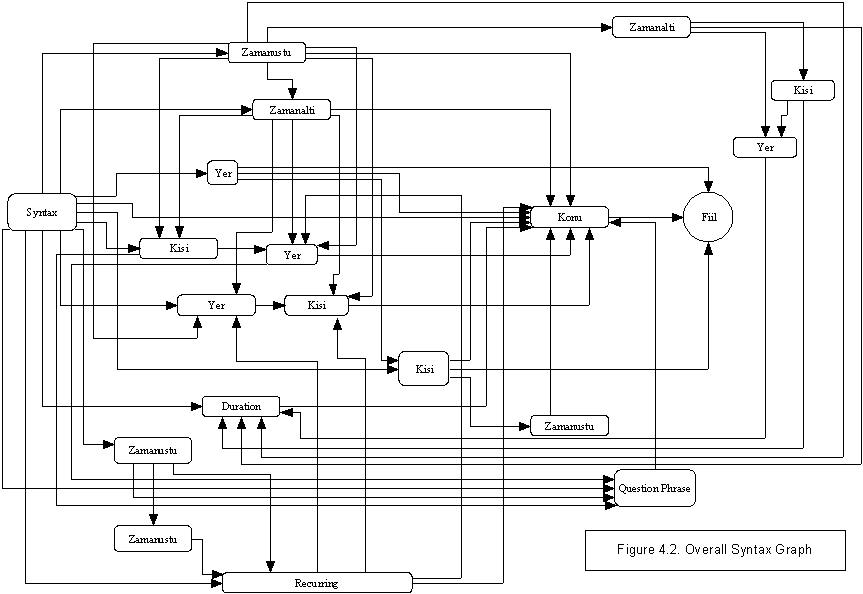 Zamanalti
Zamanustu
Kisi
Zamanalti
Yer
Yer
Syntax
Konu
Fiil
Kisi
Yer
Yer
Kisi
Kisi
Duration
Zamanustu
Zamanustu
Question Phrase
Zamanustu
Figure 4.2. Overall Syntax Graph
Recurring